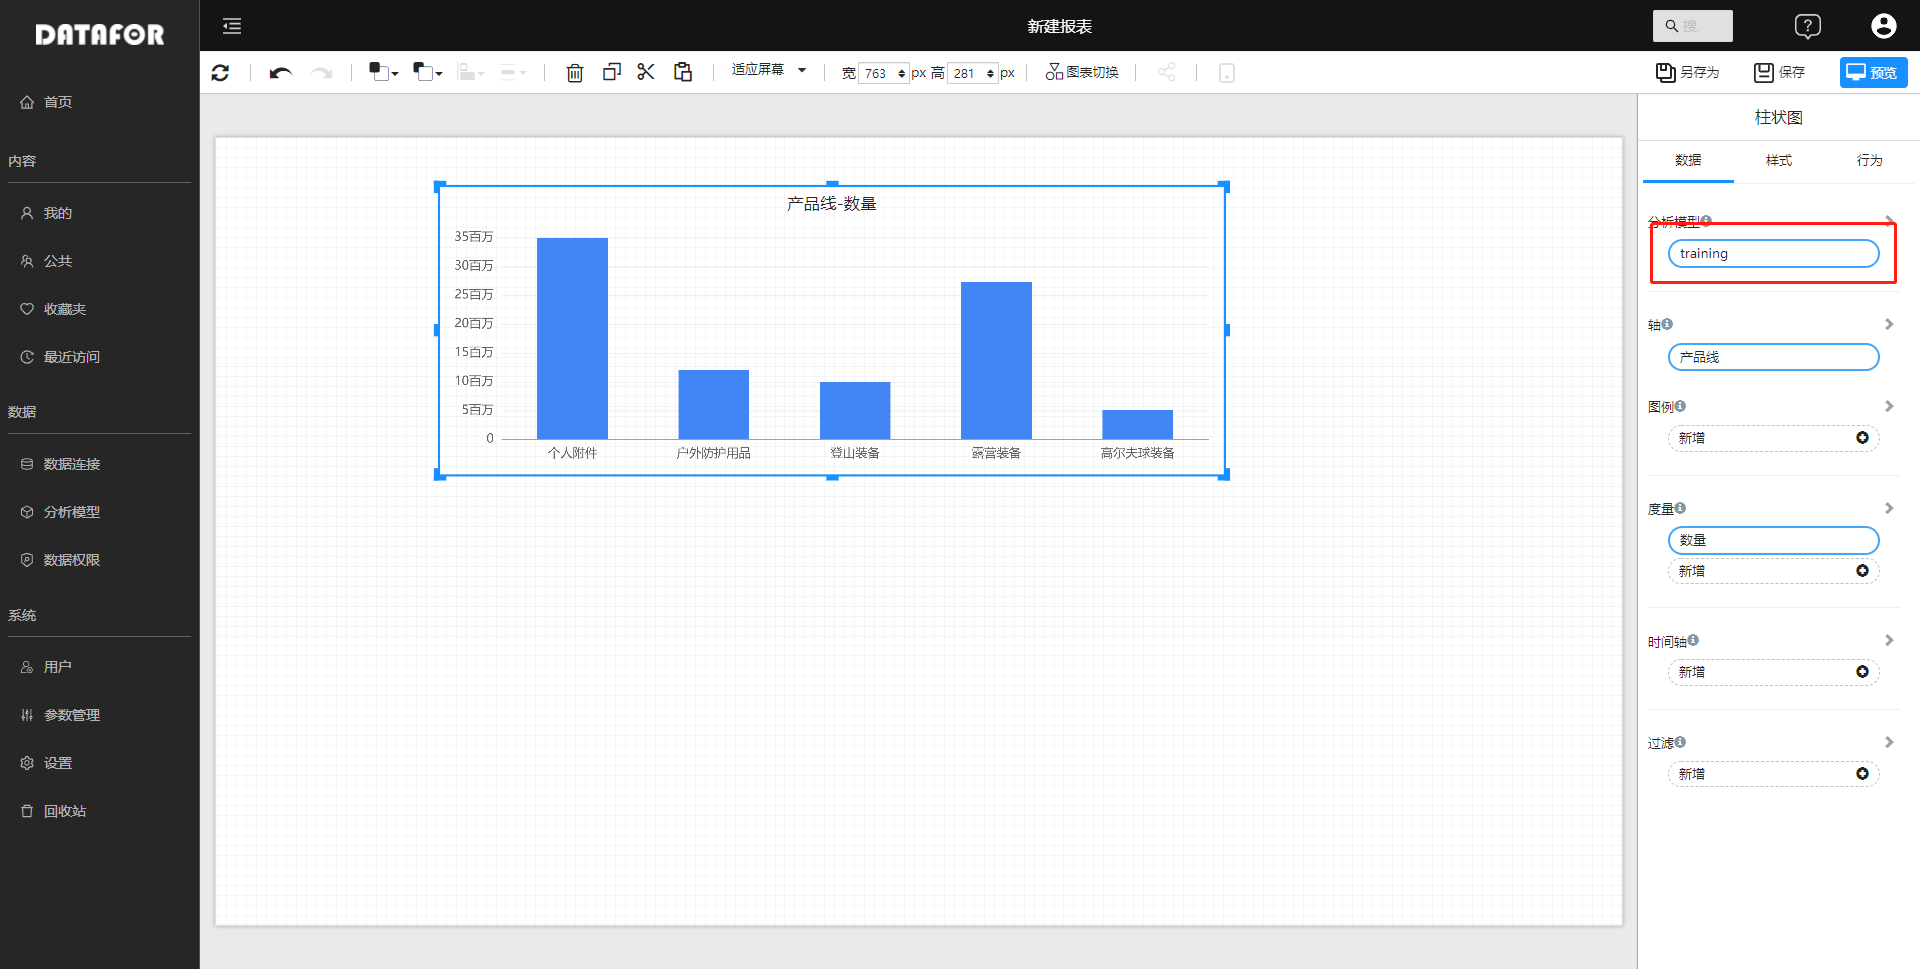 DATAFOR
新建报表
搜
适应屏幕
宽 763 px 高 281 px
图表切换
另存为
保存
预览
首页
内容
我的
公共
收藏夹
最近访问
数据
数据连接
分析模型
数据权限
系统
用户
参数管理
设置
回收站
产品线-数量
35百万
30百万
25百万
20百万
15百万
10百万
5百万
0
个人附件 户外防护用品 登山装备 露营装备 高尔夫球装备
柱状图
数据 样式 行为
分析模型
training
轴
产品线
图例
新增
度量
数量
新增
时间轴
新增
过滤
新增